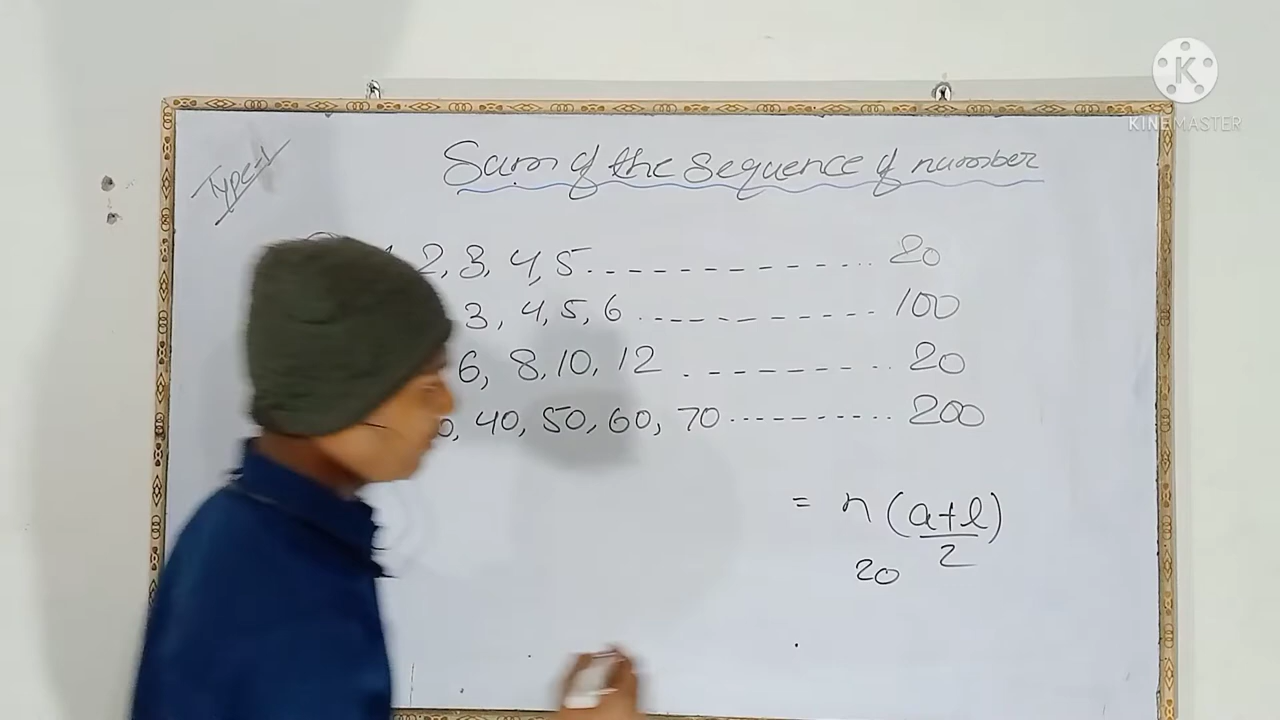 KINEMASTER
Type-1
Sum of the sequence of number
2, 3, 4, 5.............. 20
3, 4, 5, 6 ............ 100
6, 8, 10, 12 .......... 20
40, 50, 60, 70 .......... 200
= n (a+l)/2
20